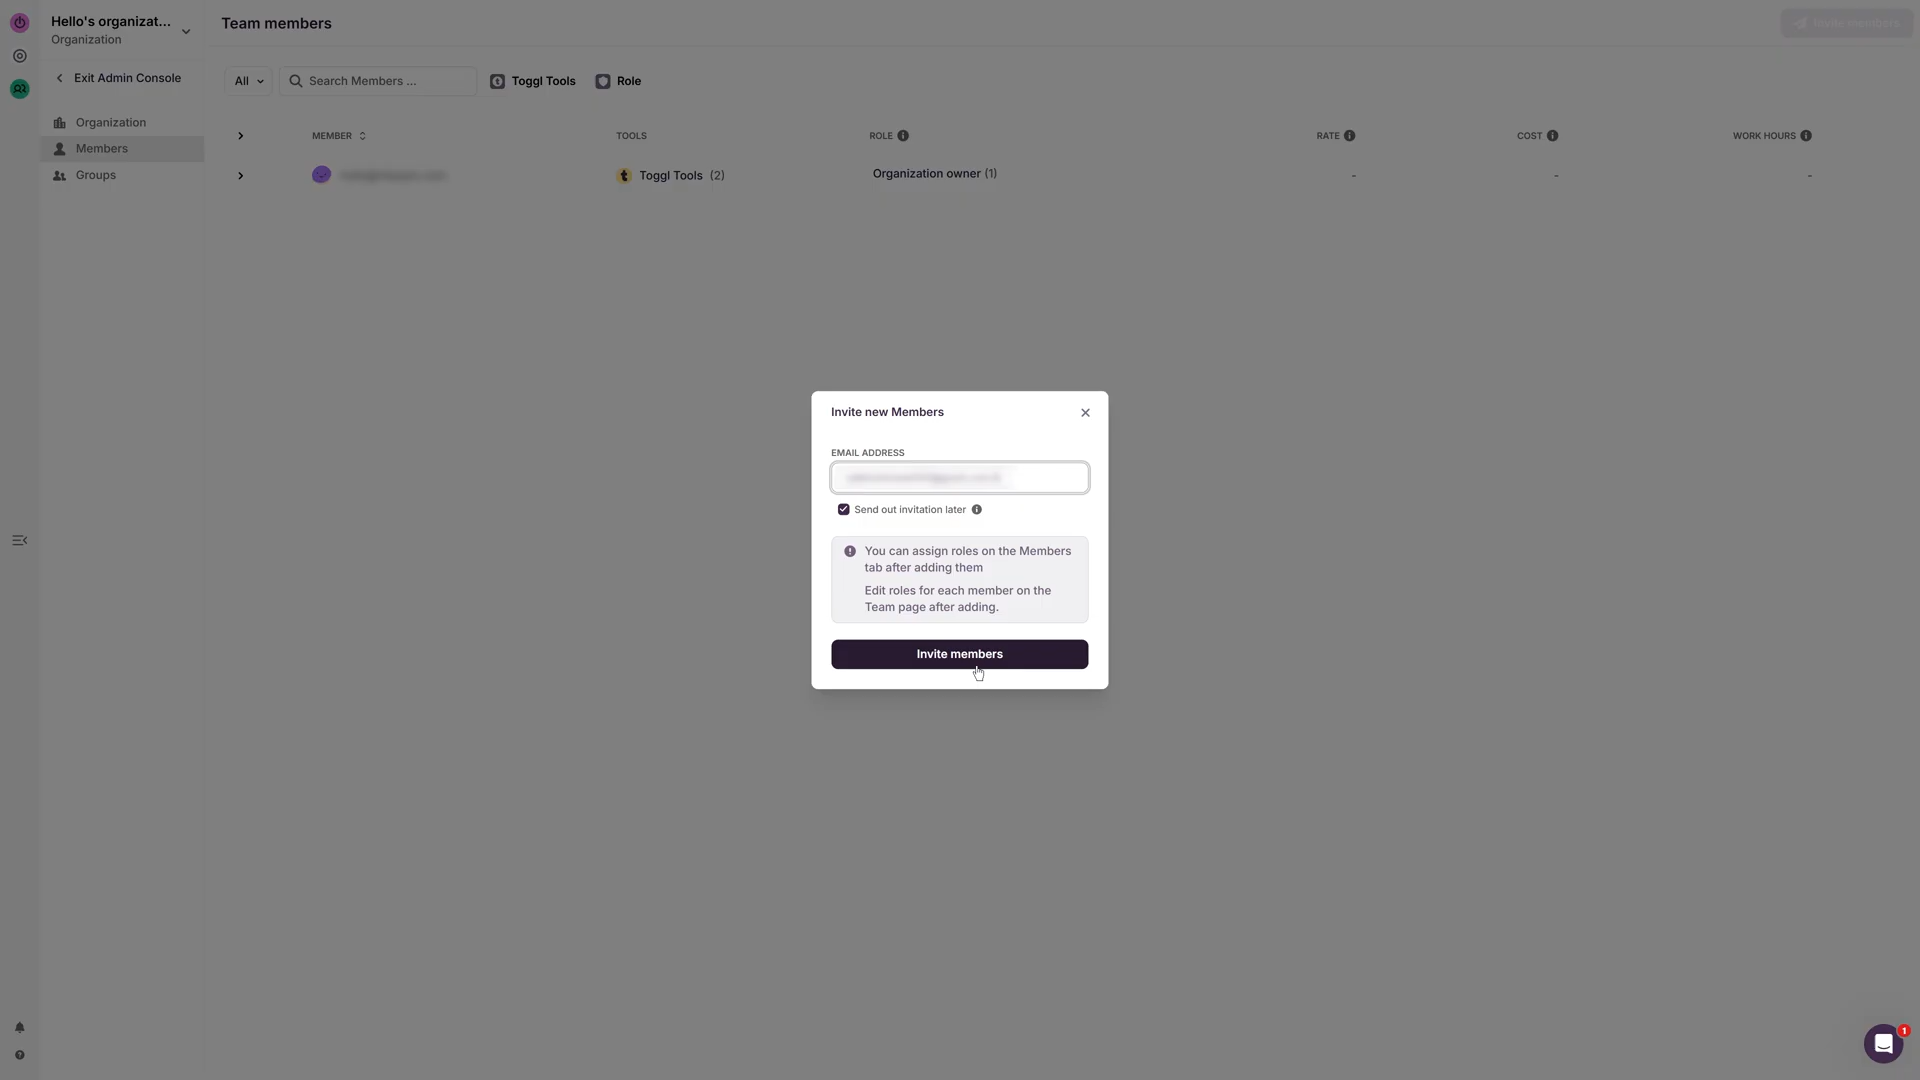 Hello's organizat...
Organization
Team members
Invite members
Exit Admin Console
All
Search Members ...
Toggl Tools
Role
Organization
Members
Groups
MEMBER
TOOLS
ROLE
RATE
COST
WORK HOURS
Toggl Tools (2)
Organization owner (1)
-
-
-
Invite new Members
EMAIL ADDRESS
Send out invitation later
You can assign roles on the Members
tab after adding them
Edit roles for each member on the
Team page after adding.
Invite members
1